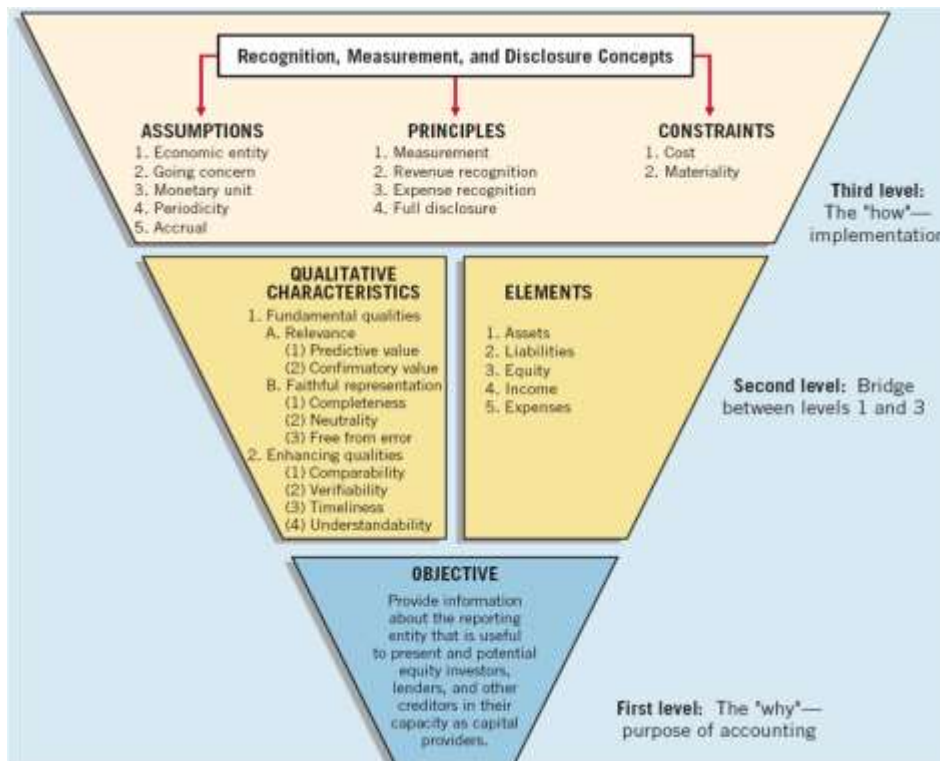 Recognition, Measurement, and Disclosure Concepts
ASSUMPTIONS
1. Economic entity
2. Going concern
3. Monetary unit
4. Periodicity
5. Accrual
PRINCIPLES
1. Measurement
2. Revenue recognition
3. Expense recognition
4. Full disclosure
CONSTRAINTS
1. Cost
2. Materiality
Third level:
The "how"—
implementation
QUALITATIVE
CHARACTERISTICS
1. Fundamental qualities
A. Relevance
(1) Predictive value
(2) Confirmatory value
B. Faithful representation
(1) Completeness
(2) Neutrality
(3) Free from error
2. Enhancing qualities
(1) Comparability
(2) Verifiability
(3) Timeliness
(4) Understandability
ELEMENTS
1. Assets
2. Liabilities
3. Equity
4. Income
5. Expenses
Second level: Bridge
between levels 1 and 3
OBJECTIVE
Provide information
about the reporting
entity that is useful
to present and potential
equity investors,
lenders, and other
creditors in their
capacity as capital
providers.
First level: The "why"—
purpose of accounting